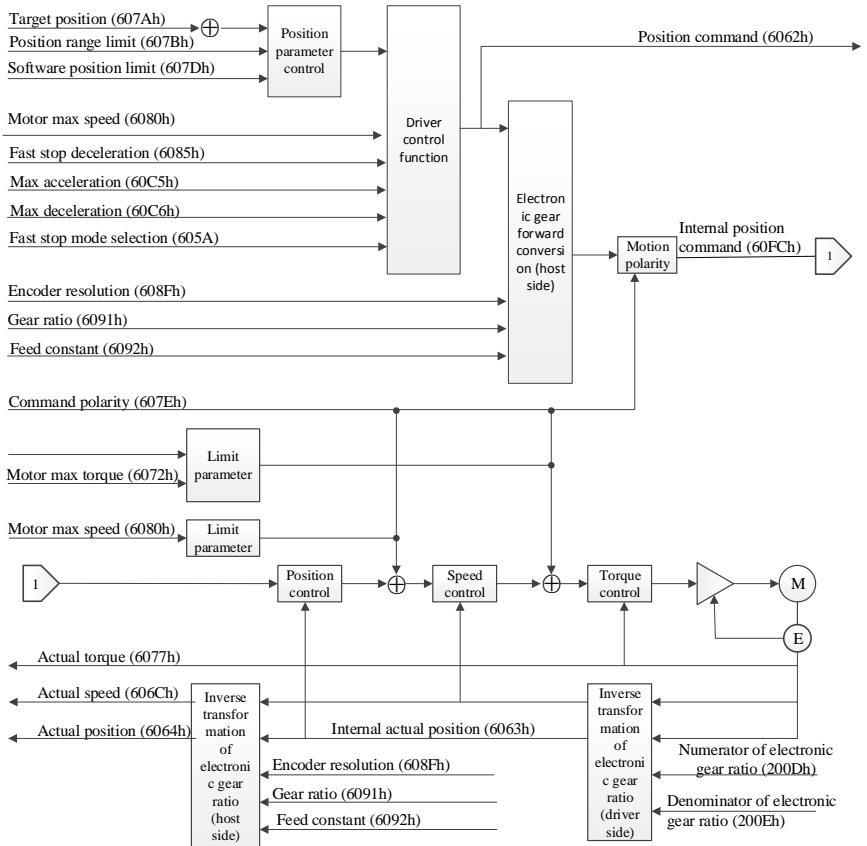 Target position (607Ah)
Position range limit (607Bh)
Software position limit (607Dh)
Position
parameter
control
Position command (6062h)
Motor max speed (6080h)
Fast stop deceleration (6085h)
Max acceleration (60C5h)
Max deceleration (60C6h)
Fast stop mode selection (605A)
Driver
control
function
Electron
ic gear
forward
conversi
on (host
side)
Motion
polarity
Internal position
command (60FCh)
1
Encoder resolution (608Fh)
Gear ratio (6091h)
Feed constant (6092h)
Command polarity (607Eh)
Motor max torque (6072h)
Limit
parameter
Motor max speed (6080h)
Limit
parameter
1
Position
control
Speed
control
Torque
control
M
E
Actual torque (6077h)
Actual speed (606Ch)
Actual position (6064h)
Inverse
transfor
mation
of
electroni
c gear
ratio
(host
side)
Internal actual position (6063h)
Encoder resolution (608Fh)
Gear ratio (6091h)
Feed constant (6092h)
Inverse
transfor
mation
of
electroni
c gear
ratio
(driver
side)
Numerator of electronic
gear ratio (200Dh)
Denominator of electronic
gear ratio (200Eh)